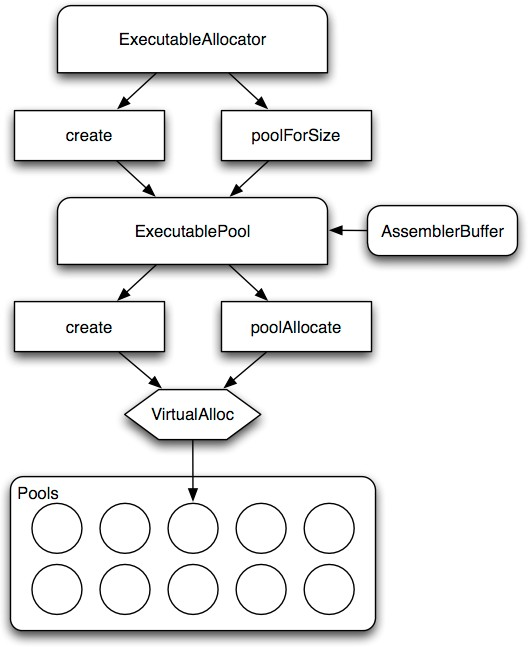 ExecutableAllocator
create
poolForSize
ExecutablePool
AssemblerBuffer
create
poolAllocate
VirtualAlloc
Pools